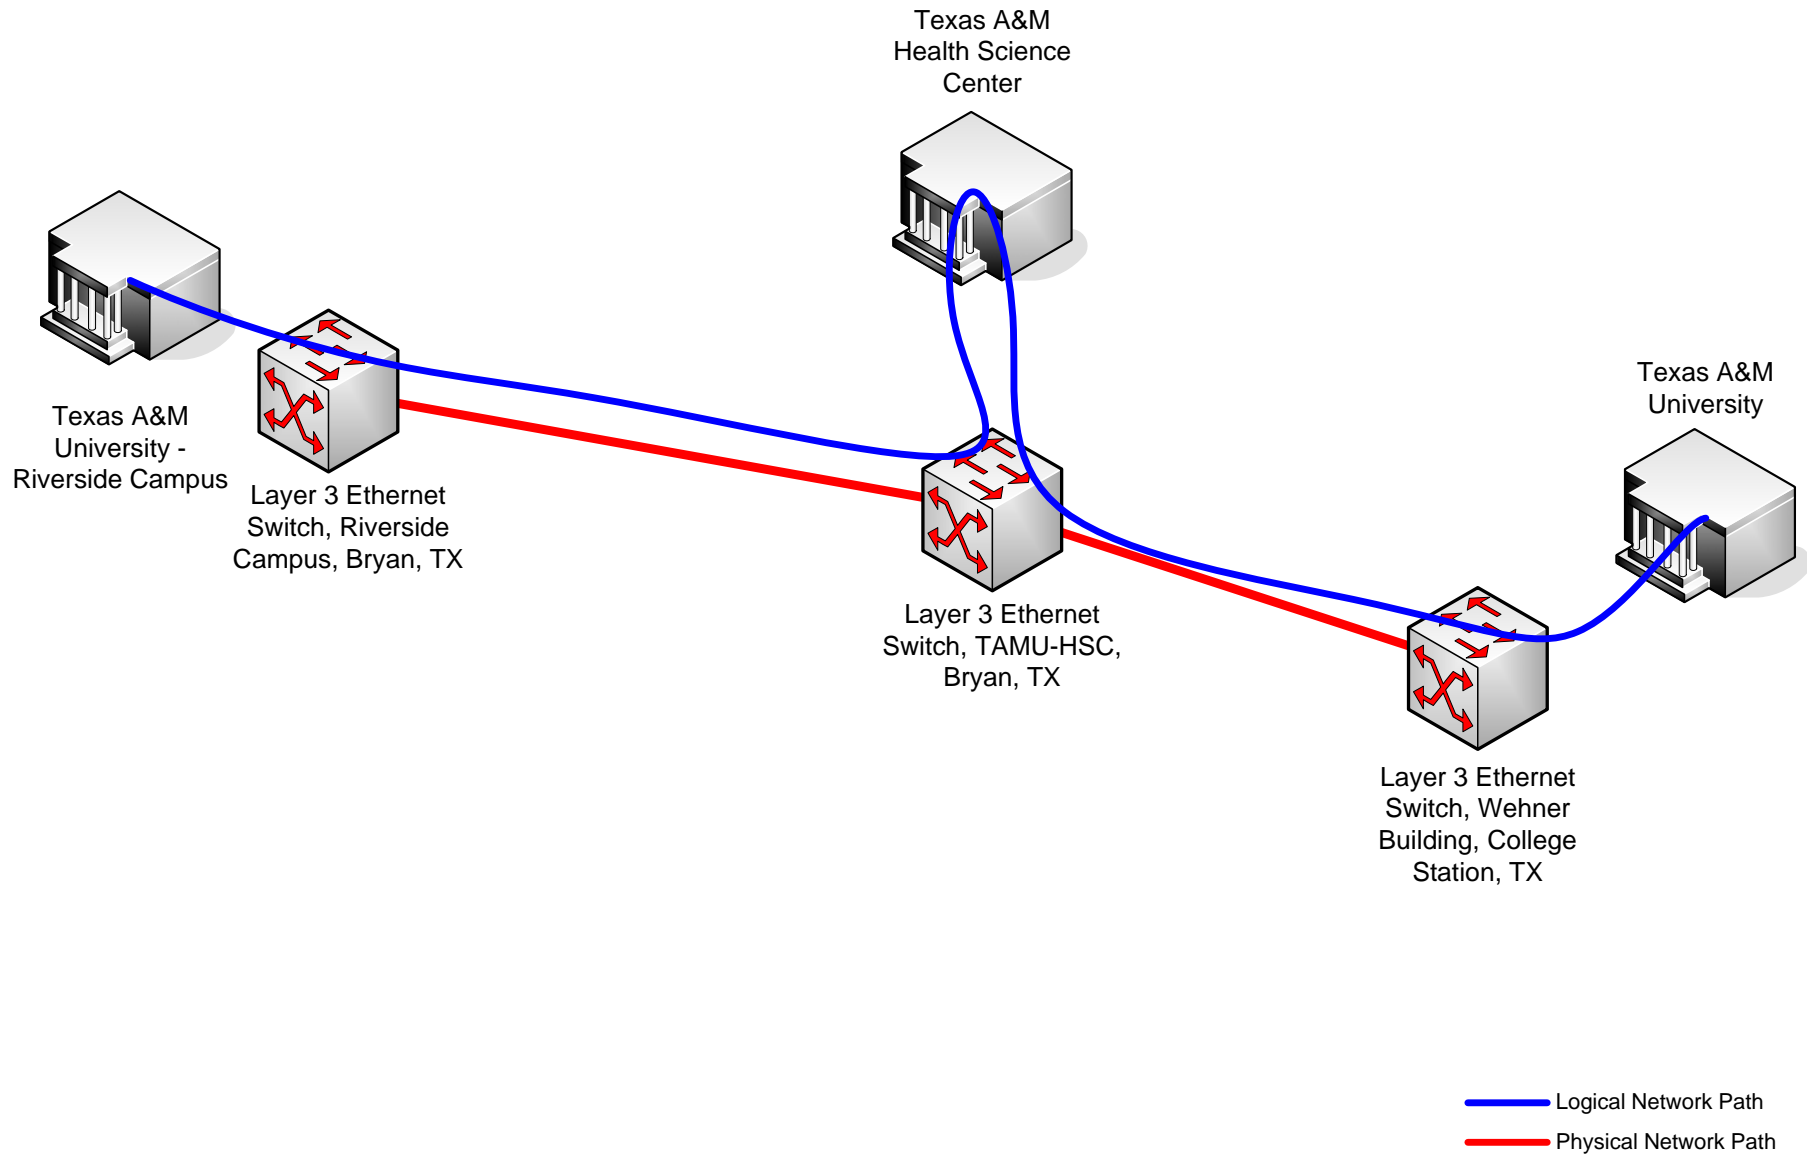 Texas A&M
Health Science
Center
Texas A&M
University
Texas A&M
University -
Riverside Campus
Layer 3 Ethernet
Switch, Riverside
Campus, Bryan, TX
Layer 3 Ethernet
Switch, TAMU-HSC,
Bryan, TX
Layer 3 Ethernet
Switch, Wehner
Building, College
Station, TX
Logical Network Path
Physical Network Path